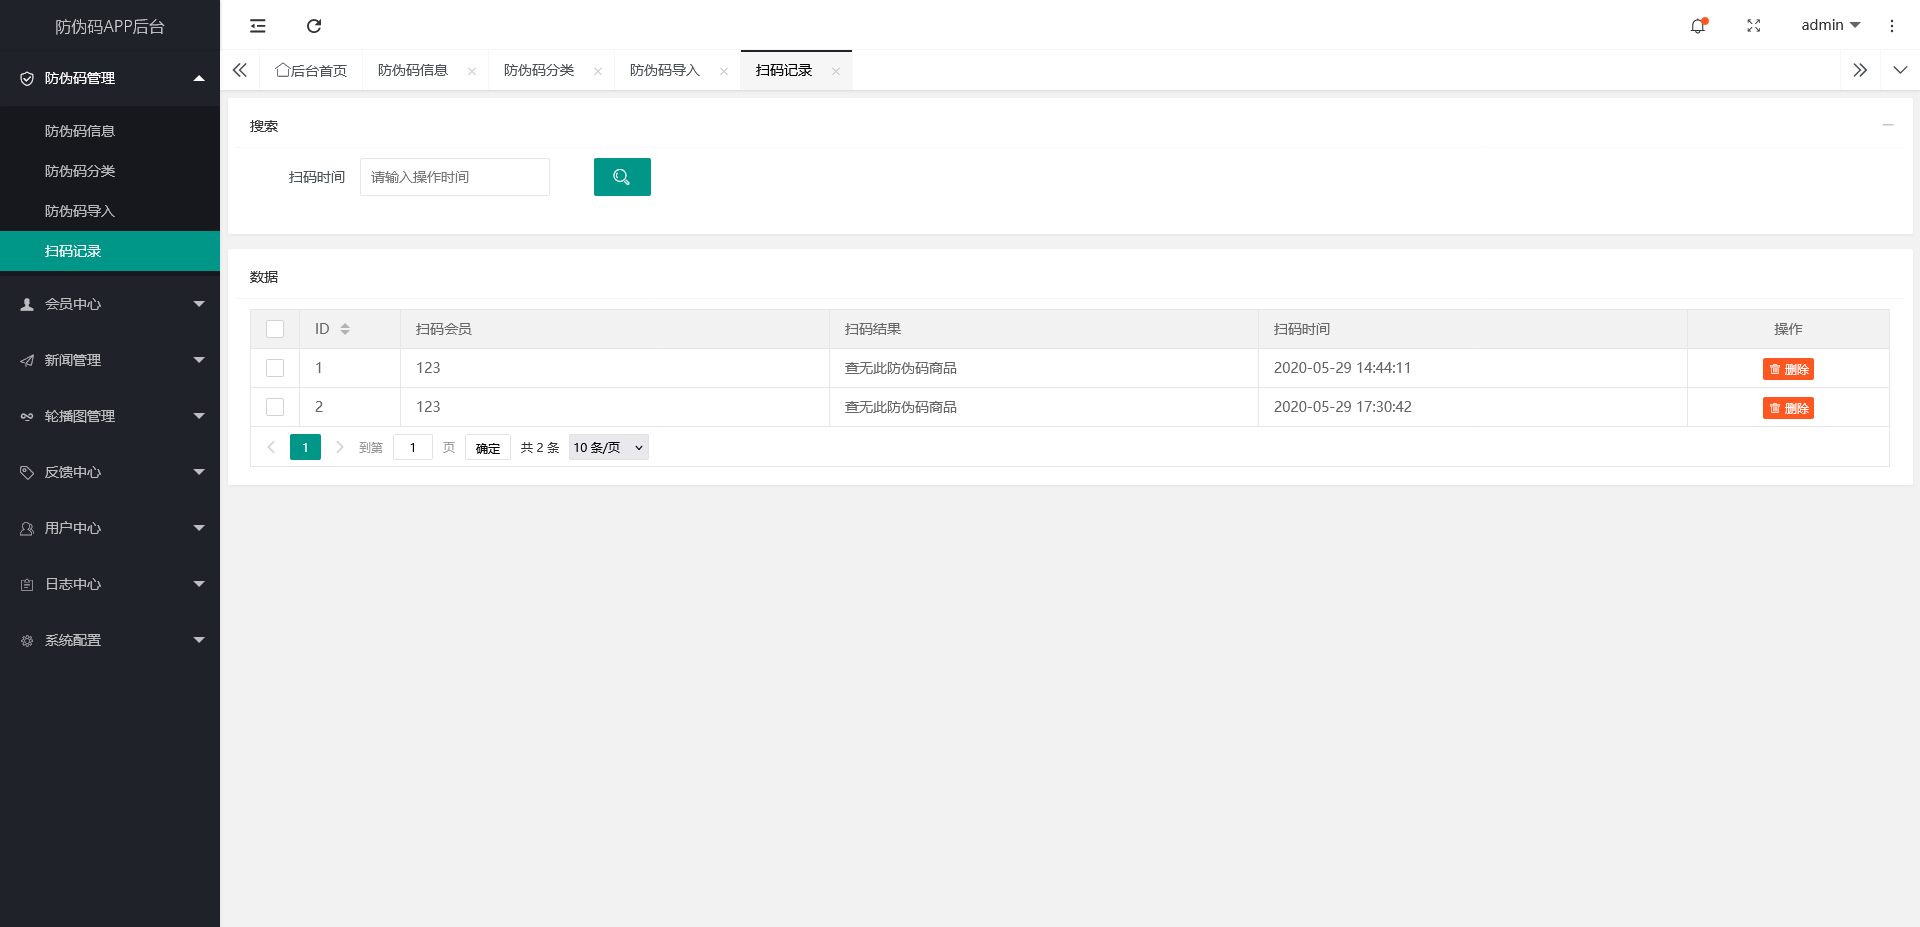 防伪码APP后台
admin
防伪码管理
防伪码信息
防伪码分类
防伪码导入
扫码记录
会员中心
新闻管理
轮播图管理
反馈中心
用户中心
日志中心
系统配置
后台首页 防伪码信息 防伪码分类 防伪码导入 扫码记录
搜索
扫码时间 请输入操作时间
数据
ID 扫码会员 扫码结果 扫码时间 操作
1 123 查无此防伪码商品 2020-05-29 14:44:11 删除
2 123 查无此防伪码商品 2020-05-29 17:30:42 删除
1 到第 1 页 确定 共 2 条 10 条/页